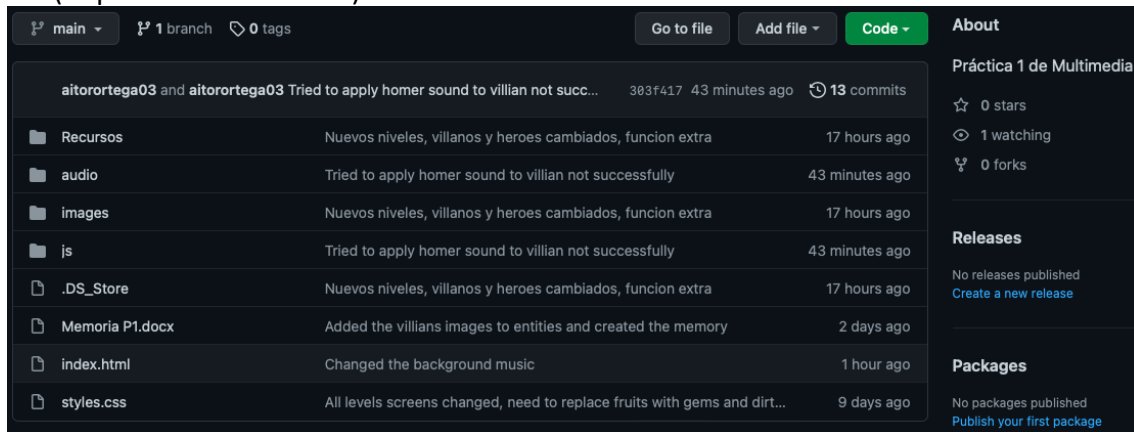 main 1 branch 0 tags Go to file Add file Code
aitorortega03 and aitorortega03 Tried to apply homer sound to villian not succ... 303f417 43 minutes ago 13 commits
Recursos Nuevos niveles, villanos y heroes cambiados, funcion extra 17 hours ago
audio Tried to apply homer sound to villian not successfully 43 minutes ago
images Nuevos niveles, villanos y heroes cambiados, funcion extra 17 hours ago
js Tried to apply homer sound to villian not successfully 43 minutes ago
.DS_Store Nuevos niveles, villanos y heroes cambiados, funcion extra 17 hours ago
Memoria P1.docx Added the villians images to entities and created the memory 2 days ago
index.html Changed the background music 1 hour ago
styles.css All levels screens changed, need to replace fruits with gems and dirt... 9 days ago
About
Práctica 1 de Multimedia
0 stars
1 watching
0 forks
Releases
No releases published
Create a new release
Packages
No packages published
Publish your first package